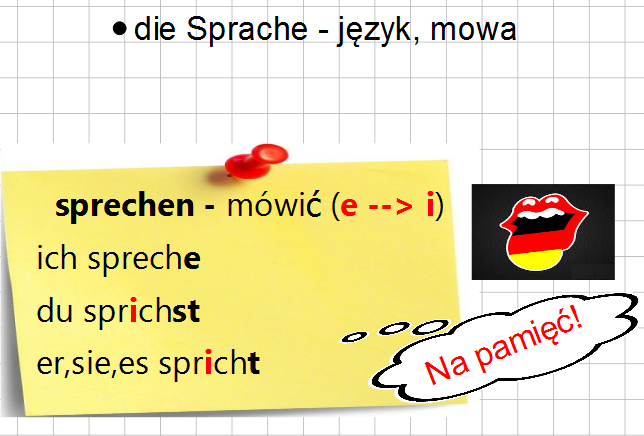 • die Sprache - język, mowa
sprechen - mówić (e --> i)
ich spreche
du sprichst
er,sie,es spricht
Na pamięć!